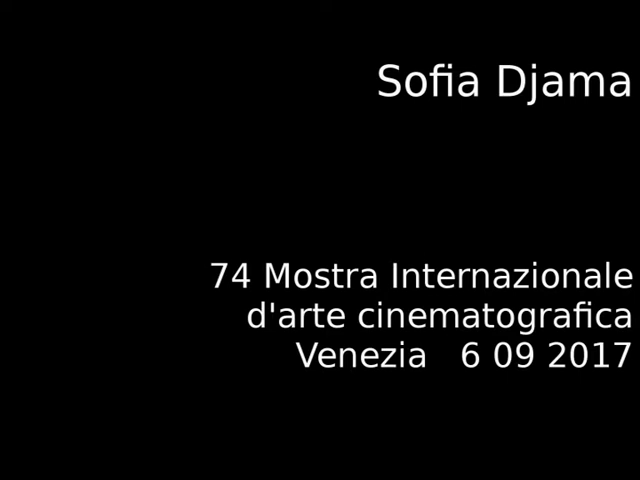 Sofia Djama
74 Mostra Internazionale
d'arte cinematografica
Venezia   6 09 2017